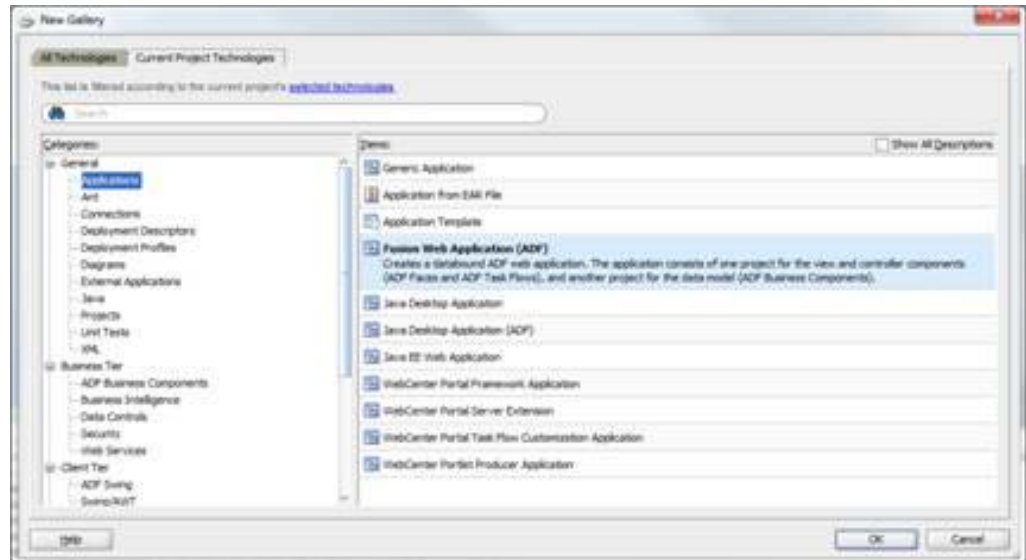 New Gallery
All Technologies
Current Project Technologies
This list is filtered according to the current project's selected technologies.
Search
Categories:
General
Applications
Ant
Connections
Deployment Descriptors
Deployment Profiles
Diagrams
External Applications
Java
Projects
Unit Tests
XML
Business Tier
ADF Business Components
Business Intelligence
Data Controls
Security
Web Services
Client Tier
ADF Swing
Swing/AWT
Items:
Show All Descriptions
Generic Application
Application from EAR File
Application Template
Fusion Web Application (ADF)
Creates a databound ADF web application. The application consists of one project for the view and controller components
(ADF Faces and ADF Task Flows), and another project for the data model (ADF Business Components).
Java Desktop Application
Java Desktop Application (ADF)
Java EE Web Application
WebCenter Portal Framework Application
WebCenter Portal Server Extension
WebCenter Portal Task Flow Customization Application
WebCenter Portlet Producer Application
Help
OK
Cancel